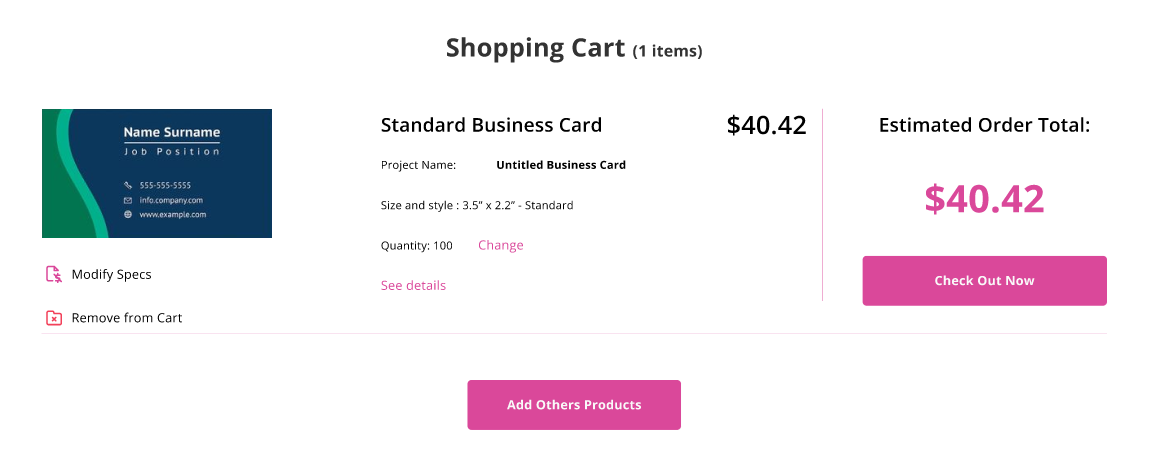 Shopping Cart (1 items)
Name Surname
Job Position
555-555-5555
info.company.com
www.example.com
Modify Specs
Remove from Cart
Standard Business Card
$40.42
Project Name: Untitled Business Card
Size and style : 3.5” x 2.2” - Standard
Quantity: 100 Change
See details
Estimated Order Total:
$40.42
Check Out Now
Add Others Products